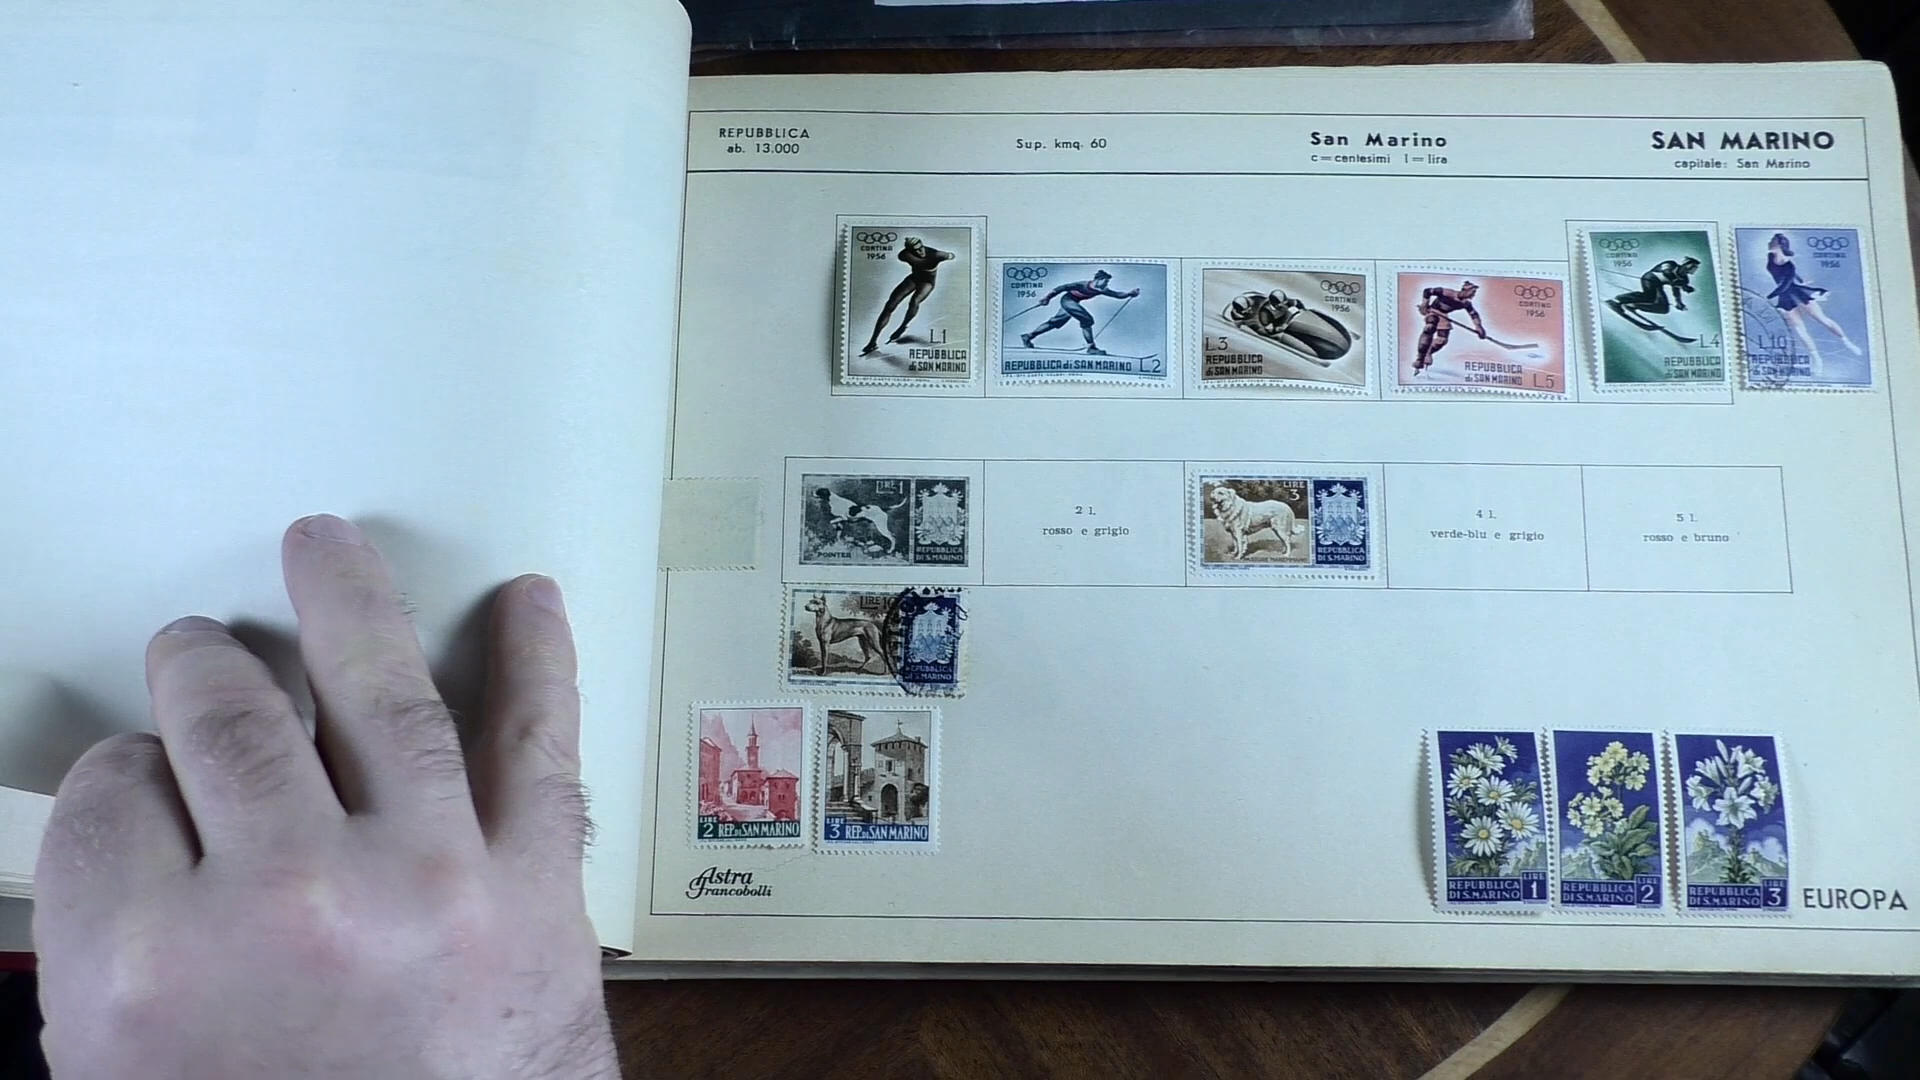 REPUBBLICA
ab. 13.000
Sup. kmq. 60
San Marino
c=centesimi l=lira
SAN MARINO
capitale: San Marino
CORTINA
1956
L1
REPUBBLICA
di SAN MARINO
CORTINA
1956
REPUBBLICA di SAN MARINO L2
CORTINA
1956
L3
REPUBBLICA
di SAN MARINO
CORTINA
1956
REPUBBLICA
di SAN MARINO L5
CORTINA
1956
L4
REPUBBLICA
di SAN MARINO
CORTINA
1956
L10
REPUBBLICA
di SAN MARINO
LIRE 1
POINTER
REPUBBLICA
DI S. MARINO
2 l.
rosso e grigio
LIRE
3
REPUBBLICA
DI S. MARINO
4 l.
verde-blu e grigio
5 l.
rosso e bruno
LIRE 10
REPUBBLICA
DI S. MARINO
LIRE
2 REP. DI SAN MARINO
LIRE
3 REP. DI SAN MARINO
REPUBBLICA
DI S. MARINO
LIRE
1
REPUBBLICA
DI S. MARINO
LIRE
2
REPUBBLICA
DI S. MARINO
LIRE
3
Astra
francobolli
EUROPA